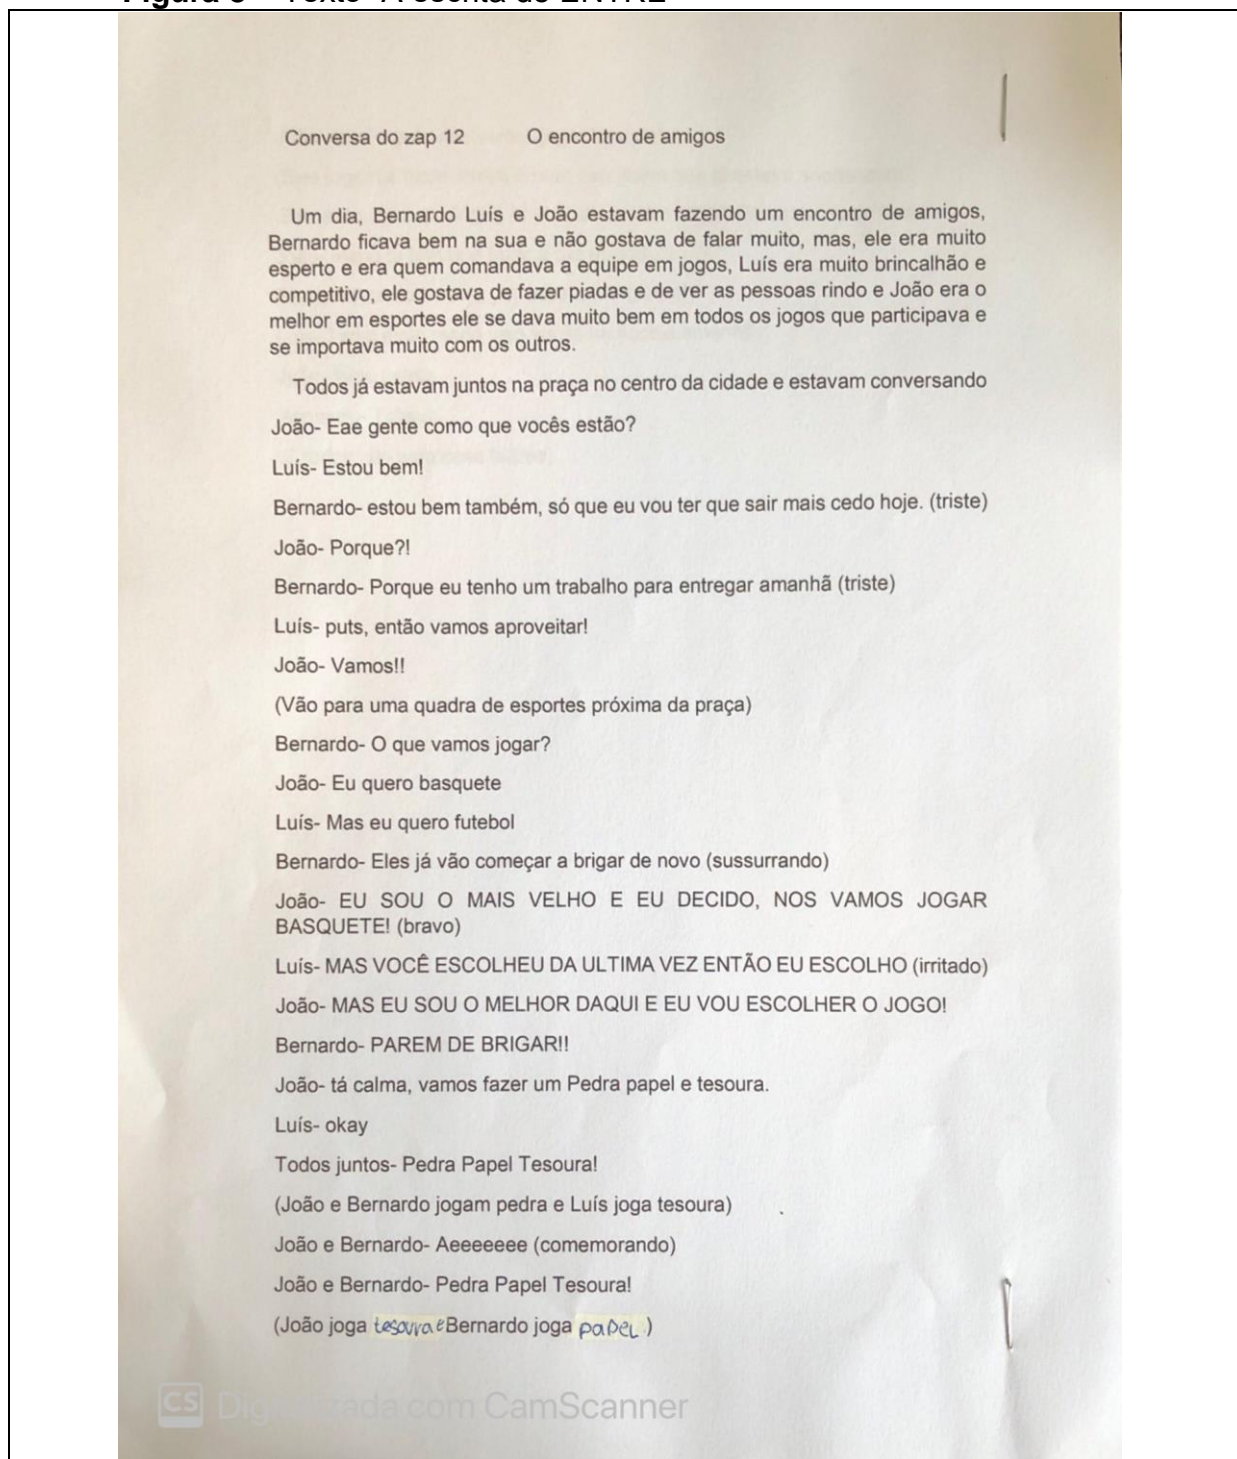 Conversa do zap 12 O encontro de amigos
Um dia, Bernardo Luís e João estavam fazendo um encontro de amigos,
Bernardo ficava bem na sua e não gostava de falar muito, mas, ele era muito
esperto e era quem comandava a equipe em jogos, Luís era muito brincalhão e
competitivo, ele gostava de fazer piadas e de ver as pessoas rindo e João era o
melhor em esportes ele se dava muito bem em todos os jogos que participava e
se importava muito com os outros.
Todos já estavam juntos na praça no centro da cidade e estavam conversando
João- Eae gente como que vocês estão?
Luís- Estou bem!
Bernardo- estou bem também, só que eu vou ter que sair mais cedo hoje. (triste)
João- Porque?!
Bernardo- Porque eu tenho um trabalho para entregar amanhã (triste)
Luís- puts, então vamos aproveitar!
João- Vamos!!
(Vão para uma quadra de esportes próxima da praça)
Bernardo- O que vamos jogar?
João- Eu quero basquete
Luís- Mas eu quero futebol
Bernardo- Eles já vão começar a brigar de novo (sussurrando)
João- EU SOU O MAIS VELHO E EU DECIDO, NOS VAMOS JOGAR
BASQUETE! (bravo)
Luís- MAS VOCÊ ESCOLHEU DA ULTIMA VEZ ENTÃO EU ESCOLHO (irritado)
João- MAS EU SOU O MELHOR DAQUI E EU VOU ESCOLHER O JOGO!
Bernardo- PAREM DE BRIGAR!!
João- tá calma, vamos fazer um Pedra papel e tesoura.
Luís- okay
Todos juntos- Pedra Papel Tesoura!
(João e Bernardo jogam pedra e Luís joga tesoura)
João e Bernardo- Aeeeeeee (comemorando)
João e Bernardo- Pedra Papel Tesoura!
(João joga tesoura e Bernardo joga papel)
CS Digitalizada com CamScanner